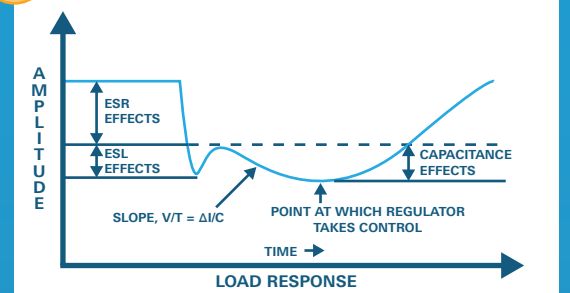 AMPLITUDE
ESR
EFFECTS
ESL
EFFECTS
CAPACITANCE
EFFECTS
SLOPE, V/T = ΔI/C
POINT AT WHICH REGULATOR
TAKES CONTROL
TIME
LOAD RESPONSE